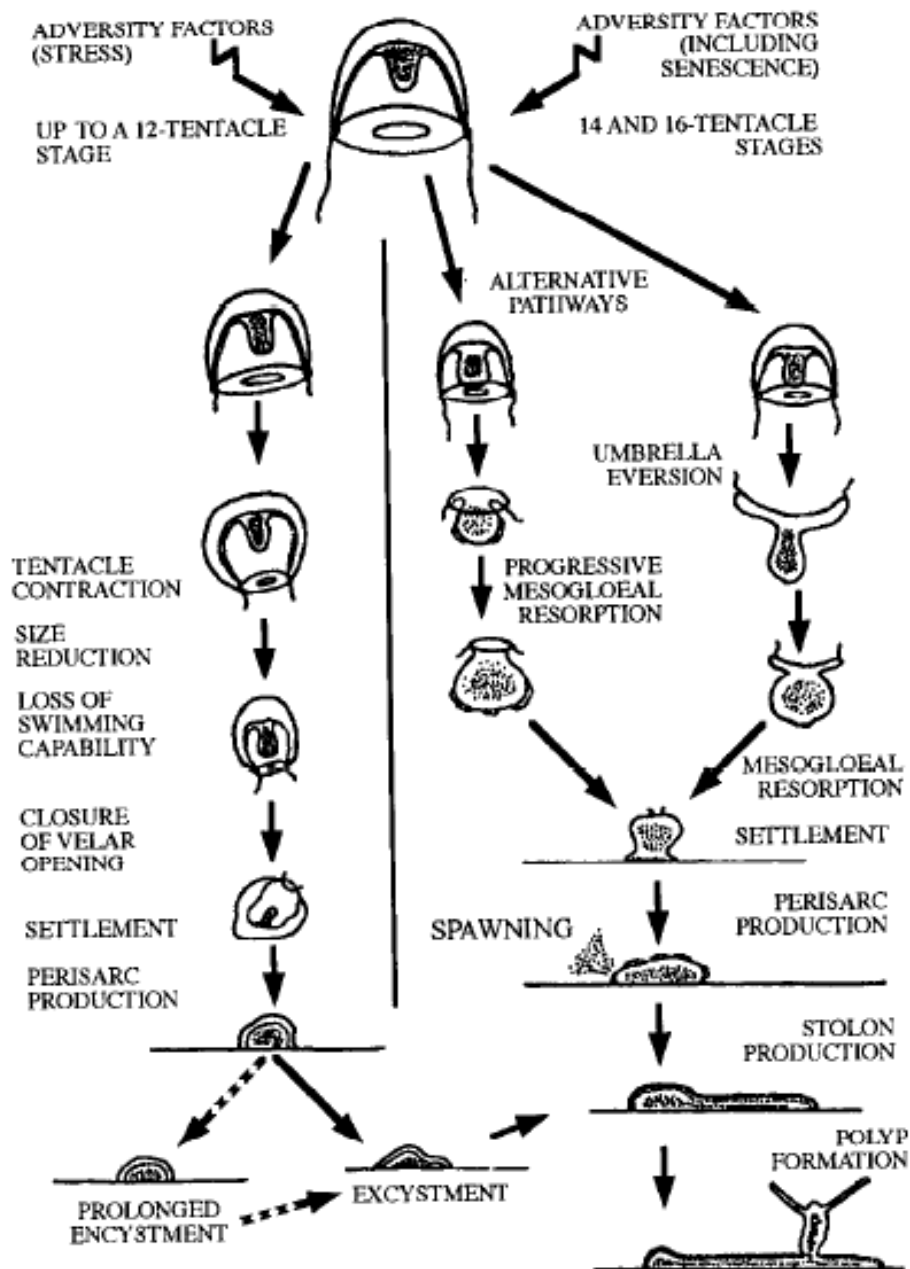 ADVERSITY FACTORS
(STRESS)
ADVERSITY FACTORS
(INCLUDING
SENESCENCE)
UP TO A 12-TENTACLE
STAGE
14 AND 16-TENTACLE
STAGES
ALTERNATIVE
PATHWAYS
UMBRELLA
EVERSION
TENTACLE
CONTRACTION
PROGRESSIVE
MESOGLOEAL
RESORPTION
SIZE
REDUCTION
LOSS OF
SWIMMING
CAPABILITY
MESOGLOEAL
RESORPTION
CLOSURE
OF VELAR
OPENING
SETTLEMENT
SETTLEMENT
PERISARC
PRODUCTION
SPAWNING
PERISARC
PRODUCTION
STOLON
PRODUCTION
POLYP
FORMATION
EXCYSTMENT
PROLONGED
ENCYSTMENT